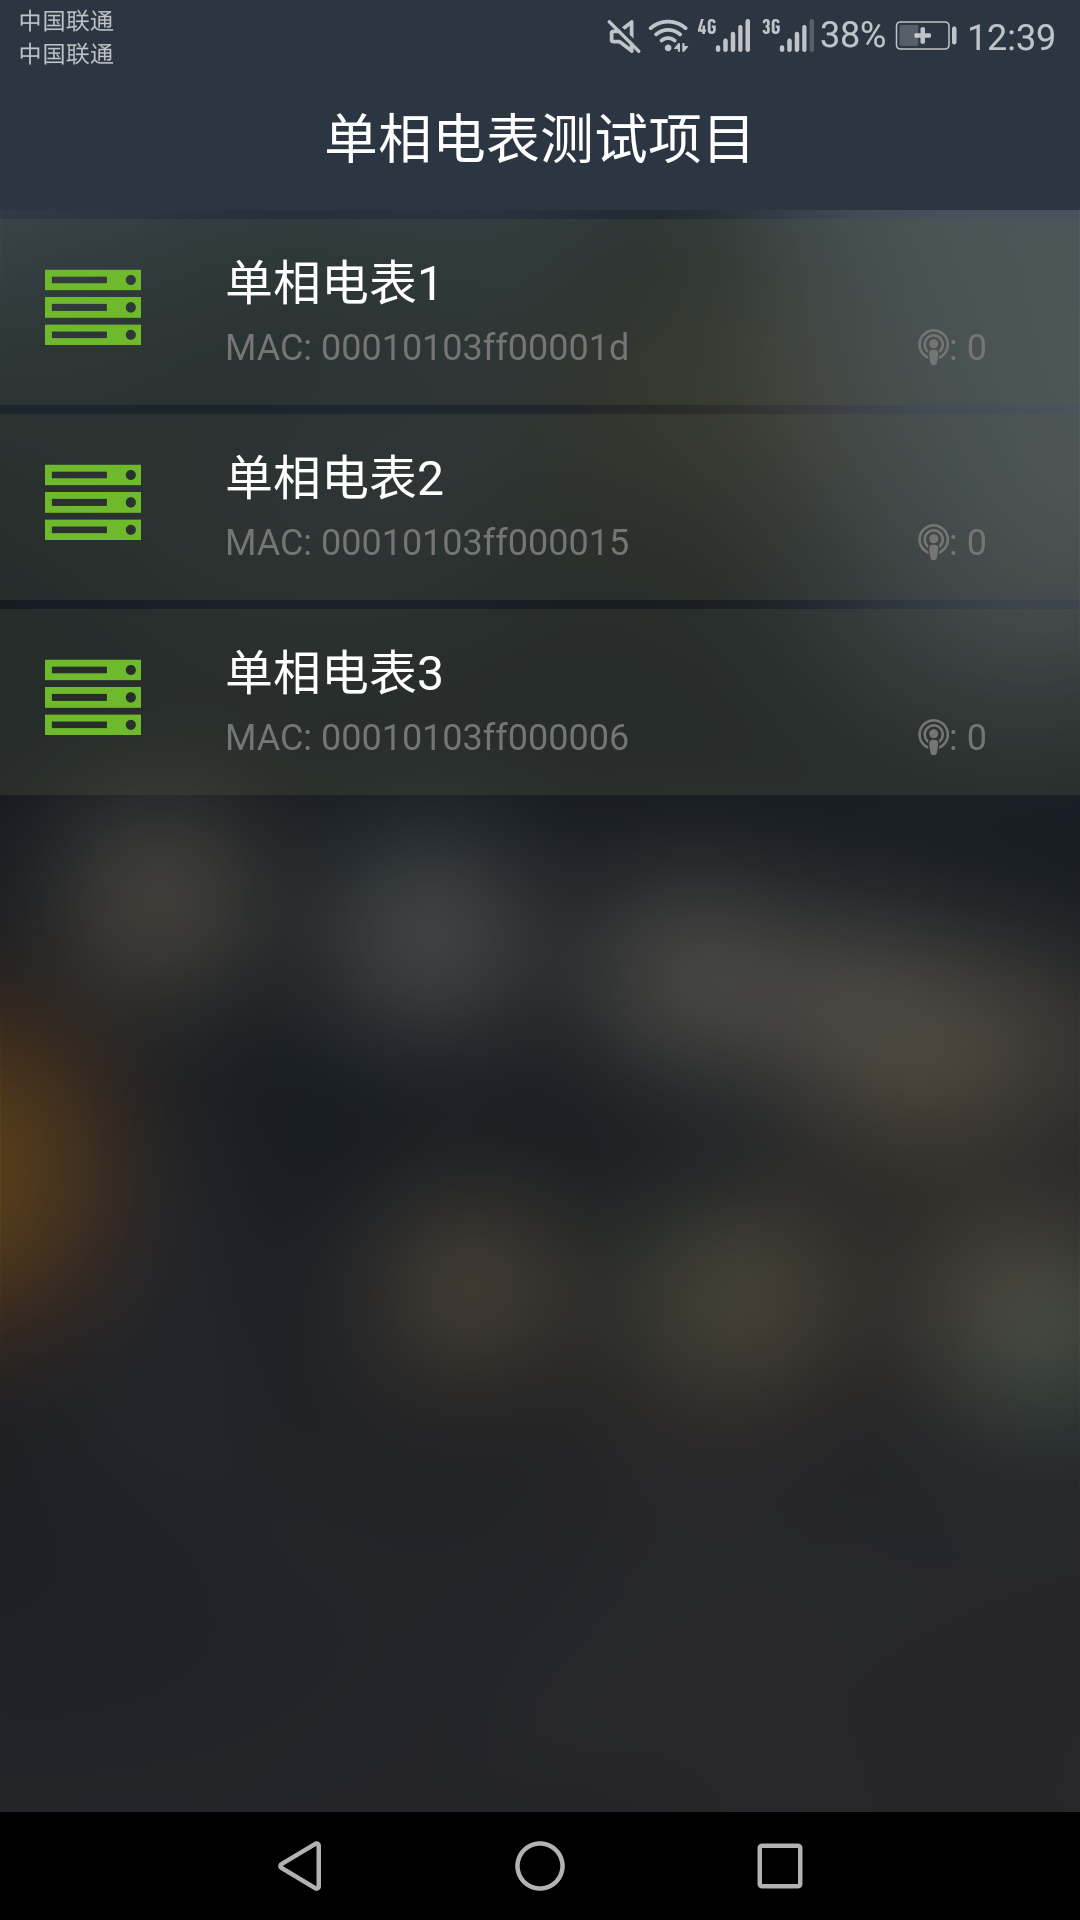 中国联通
中国联通
4G 3G 38% 12:39
单相电表测试项目
单相电表1
MAC: 00010103ff00001d : 0
单相电表2
MAC: 00010103ff000015 : 0
单相电表3
MAC: 00010103ff000006 : 0